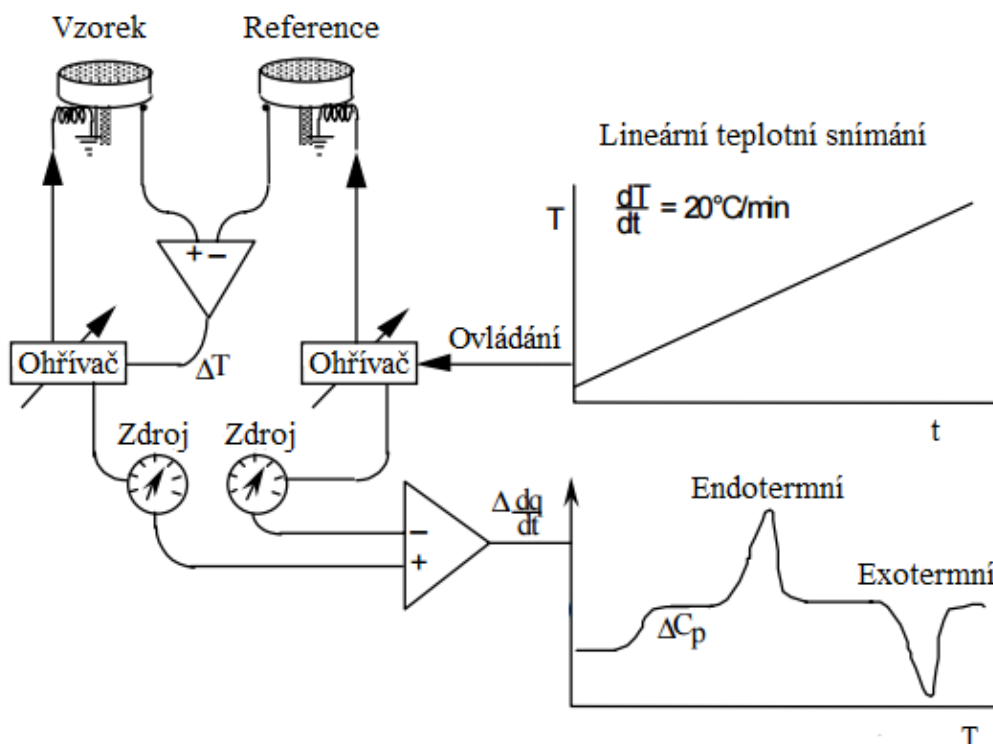 Vzorek
Reference
Lineární teplotní snímání
T
dT
dt
= 20°C/min
+ −
Ohřívač
ΔT
Ohřívač
Ovládání
t
Zdroj
Zdroj
Δ dq
dt
−
+
Endotermní
Exotermní
ΔCp
T